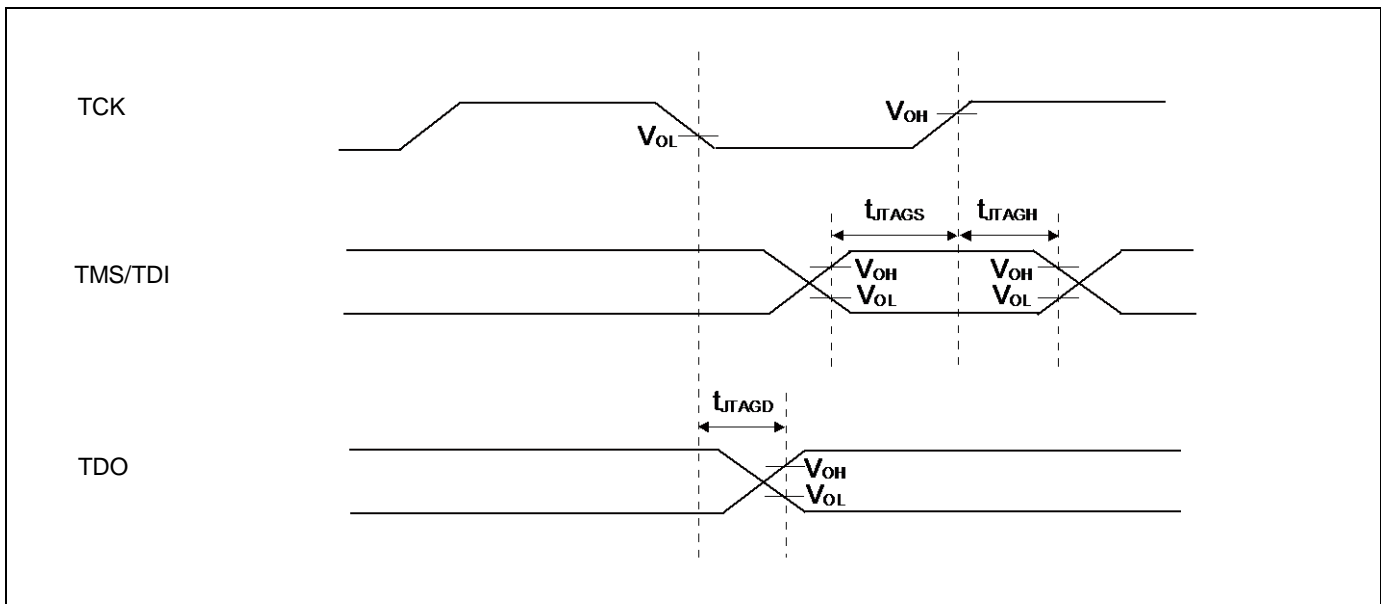 TCK
VOL
VOH
tJTAGS
tJTAGH
TMS/TDI
VOH
VOH
VOL
VOL
tJTAGD
TDO
VOH
VOL